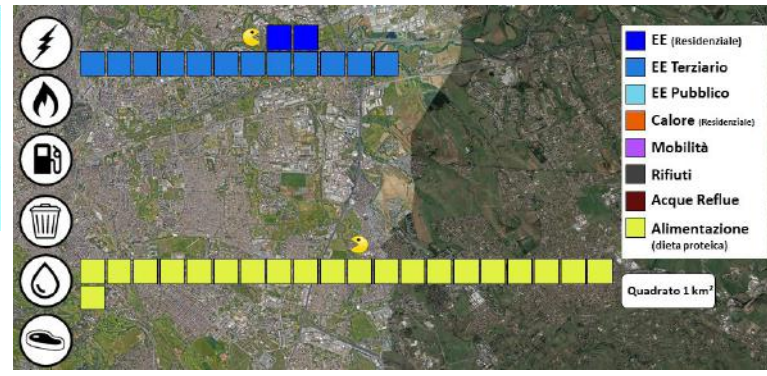 EE (Residenziale)
EE Terziario
EE Pubblico
Calore (Residenziale)
Mobilità
Rifiuti
Acque Reflue
Alimentazione
(dieta proteica)
Quadrato 1 km²